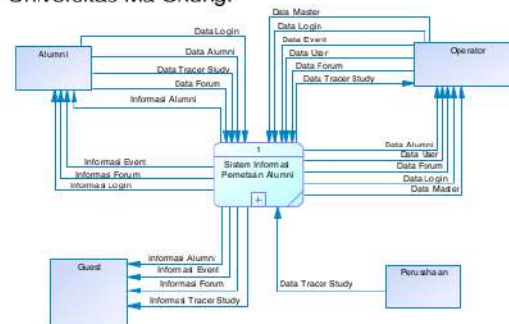 Universitas Ma Chung.
Data Master
Data Login
Data Login
Data Event
Data Alumni
Data User
Alumni
Operator
Data Forum
Data Tracer Study
Data Tracer Study
Data Forum
Informasi Alumni
1
Data Alumni
Data User
Sistem Informasi
Pemetaan Alumni
Informasi Event
Data Forum
Informasi Forum
Data Login
Informasi Login
Data Master
Informasi Alumni
Guest
Informasi Event
Perusahaan
Informasi Forum
Data Tracer Study
Informasi Tracer Study